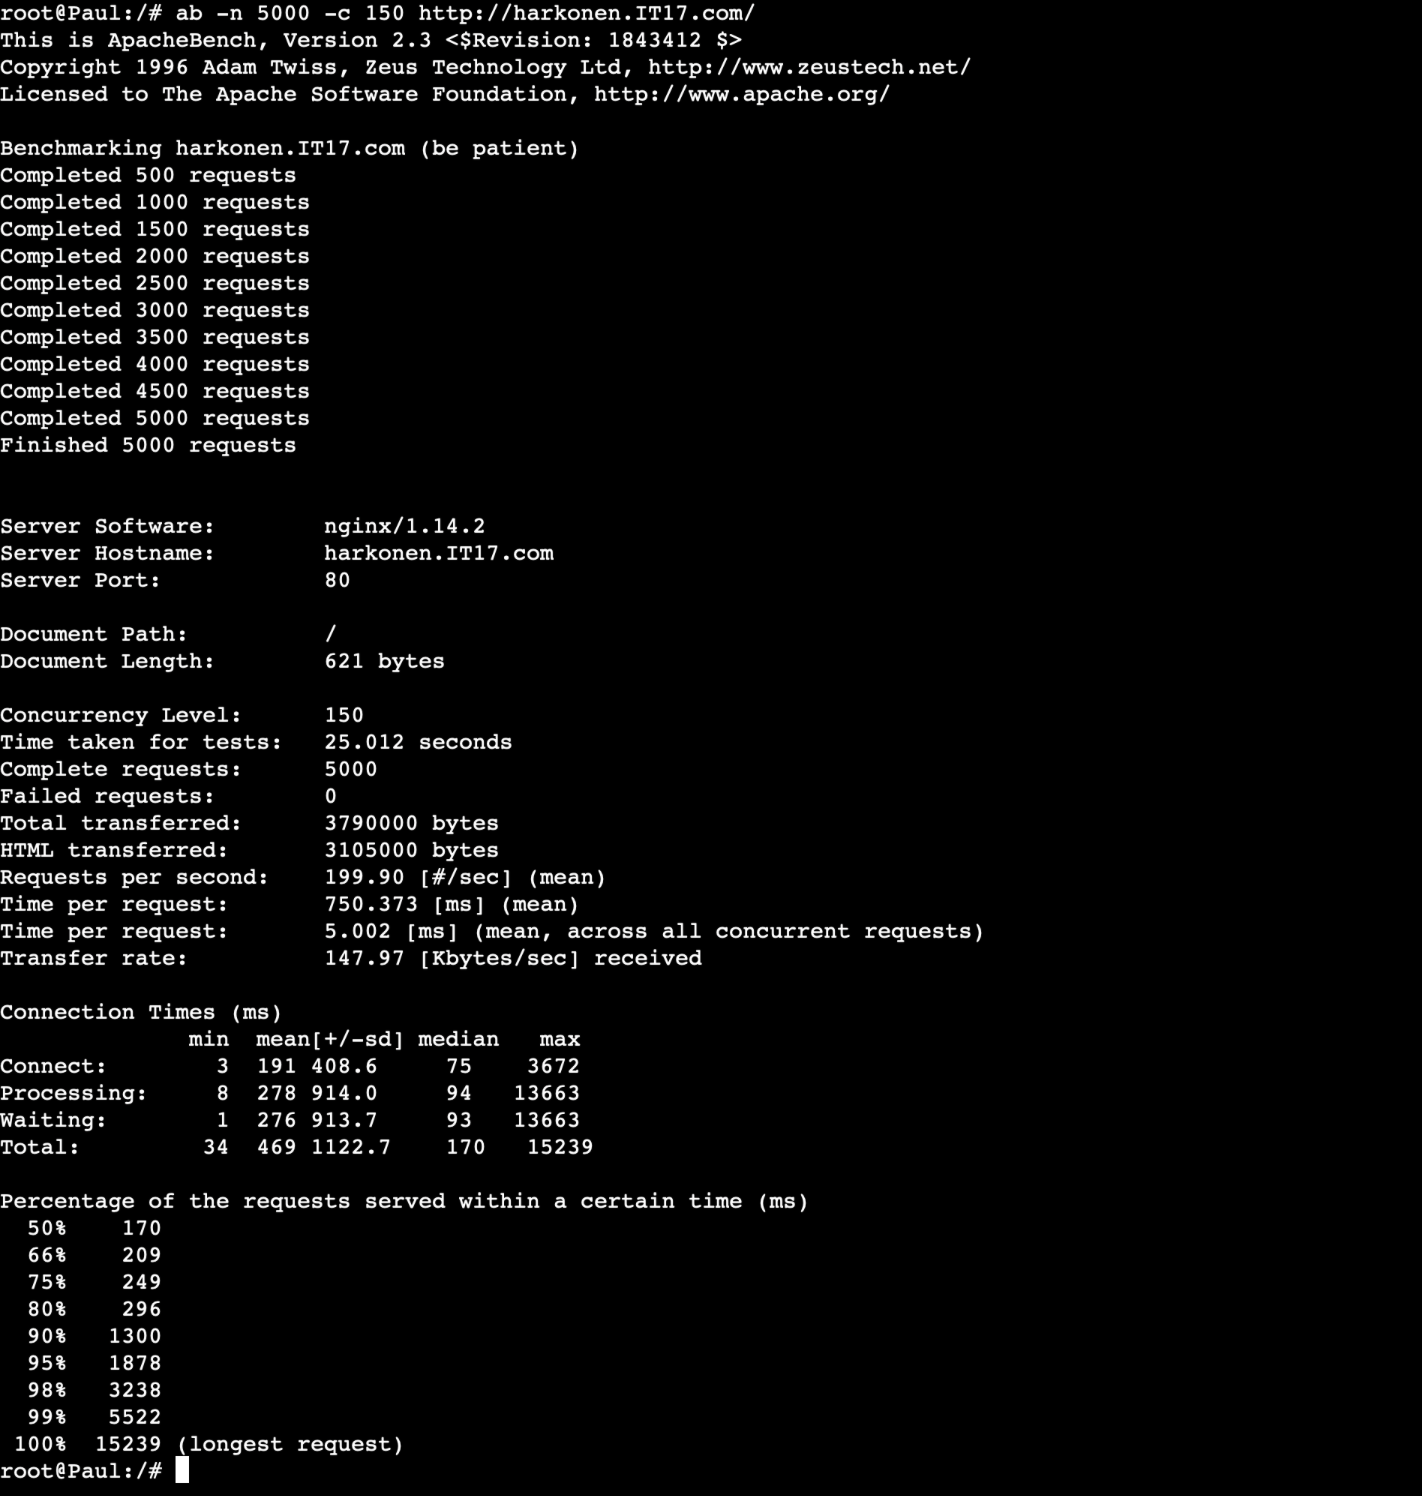 root@Paul:/# ab -n 5000 -c 150 http://harkonen.IT17.com/
This is ApacheBench, Version 2.3 <$Revision: 1843412 $>
Copyright 1996 Adam Twiss, Zeus Technology Ltd, http://www.zeustech.net/
Licensed to The Apache Software Foundation, http://www.apache.org/

Benchmarking harkonen.IT17.com (be patient)
Completed 500 requests
Completed 1000 requests
Completed 1500 requests
Completed 2000 requests
Completed 2500 requests
Completed 3000 requests
Completed 3500 requests
Completed 4000 requests
Completed 4500 requests
Completed 5000 requests
Finished 5000 requests


Server Software:        nginx/1.14.2
Server Hostname:        harkonen.IT17.com
Server Port:            80

Document Path:          /
Document Length:        621 bytes

Concurrency Level:      150
Time taken for tests:   25.012 seconds
Complete requests:      5000
Failed requests:        0
Total transferred:      3790000 bytes
HTML transferred:       3105000 bytes
Requests per second:    199.90 [#/sec] (mean)
Time per request:       750.373 [ms] (mean)
Time per request:       5.002 [ms] (mean, across all concurrent requests)
Transfer rate:          147.97 [Kbytes/sec] received

Connection Times (ms)
              min  mean[+/-sd] median   max
Connect:        3  191 408.6     75    3672
Processing:     8  278 914.0     94   13663
Waiting:        1  276 913.7     93   13663
Total:         34  469 1122.7    170   15239

Percentage of the requests served within a certain time (ms)
  50%    170
  66%    209
  75%    249
  80%    296
  90%   1300
  95%   1878
  98%   3238
  99%   5522
 100%  15239 (longest request)
root@Paul:/#